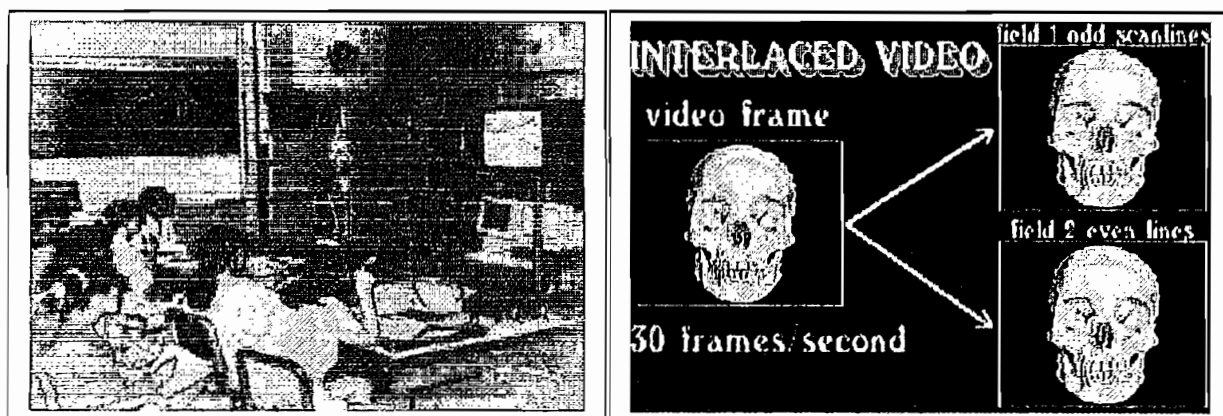 INTERLACED VIDEO
field 1 odd scanlines
video frame
field 2 even lines
30 frames/second